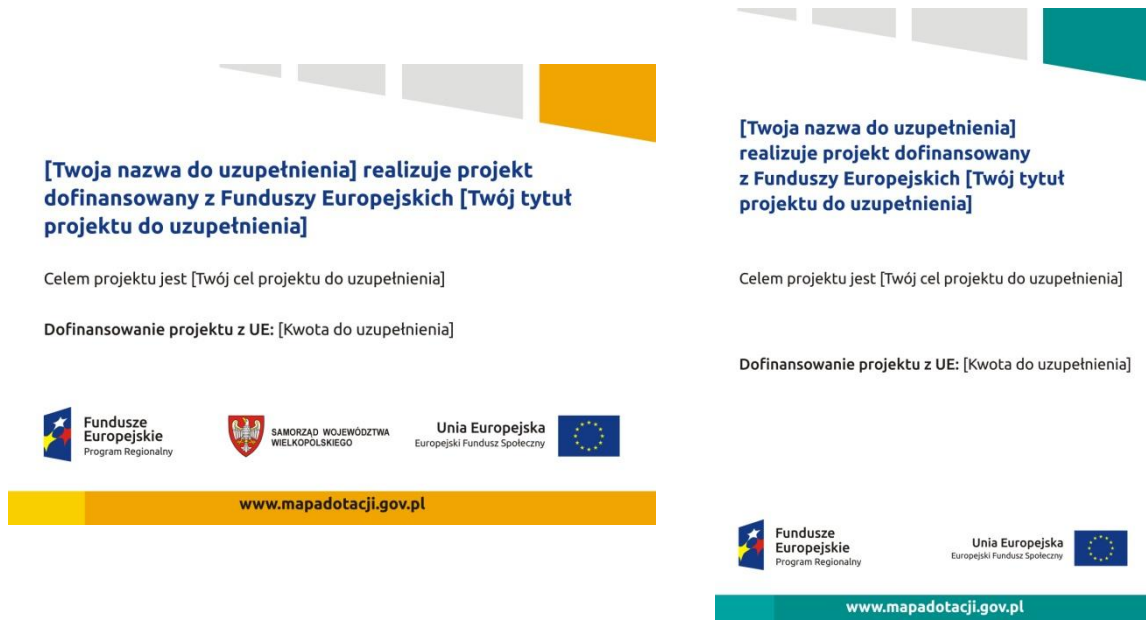 [Twoja nazwa do uzupełnienia] realizuje projekt
dofinansowany z Funduszy Europejskich [Twój tytuł
projektu do uzupełnienia]
Celem projektu jest [Twój cel projektu do uzupełnienia]
Dofinansowanie projektu z UE: [Kwota do uzupełnienia]
Fundusze
Europejskie
Program Regionalny
SAMORZĄD WOJEWÓDZTWA
WIELKOPOLSKIEGO
Unia Europejska
Europejski Fundusz Społeczny
www.mapadotacji.gov.pl
[Twoja nazwa do uzupełnienia]
realizuje projekt dofinansowany
z Funduszy Europejskich [Twój tytuł
projektu do uzupełnienia]
Celem projektu jest [Twój cel projektu do uzupełnienia]
Dofinansowanie projektu z UE: [Kwota do uzupełnienia]
Fundusze
Europejskie
Program Regionalny
Unia Europejska
Europejski Fundusz Społeczny
www.mapadotacji.gov.pl